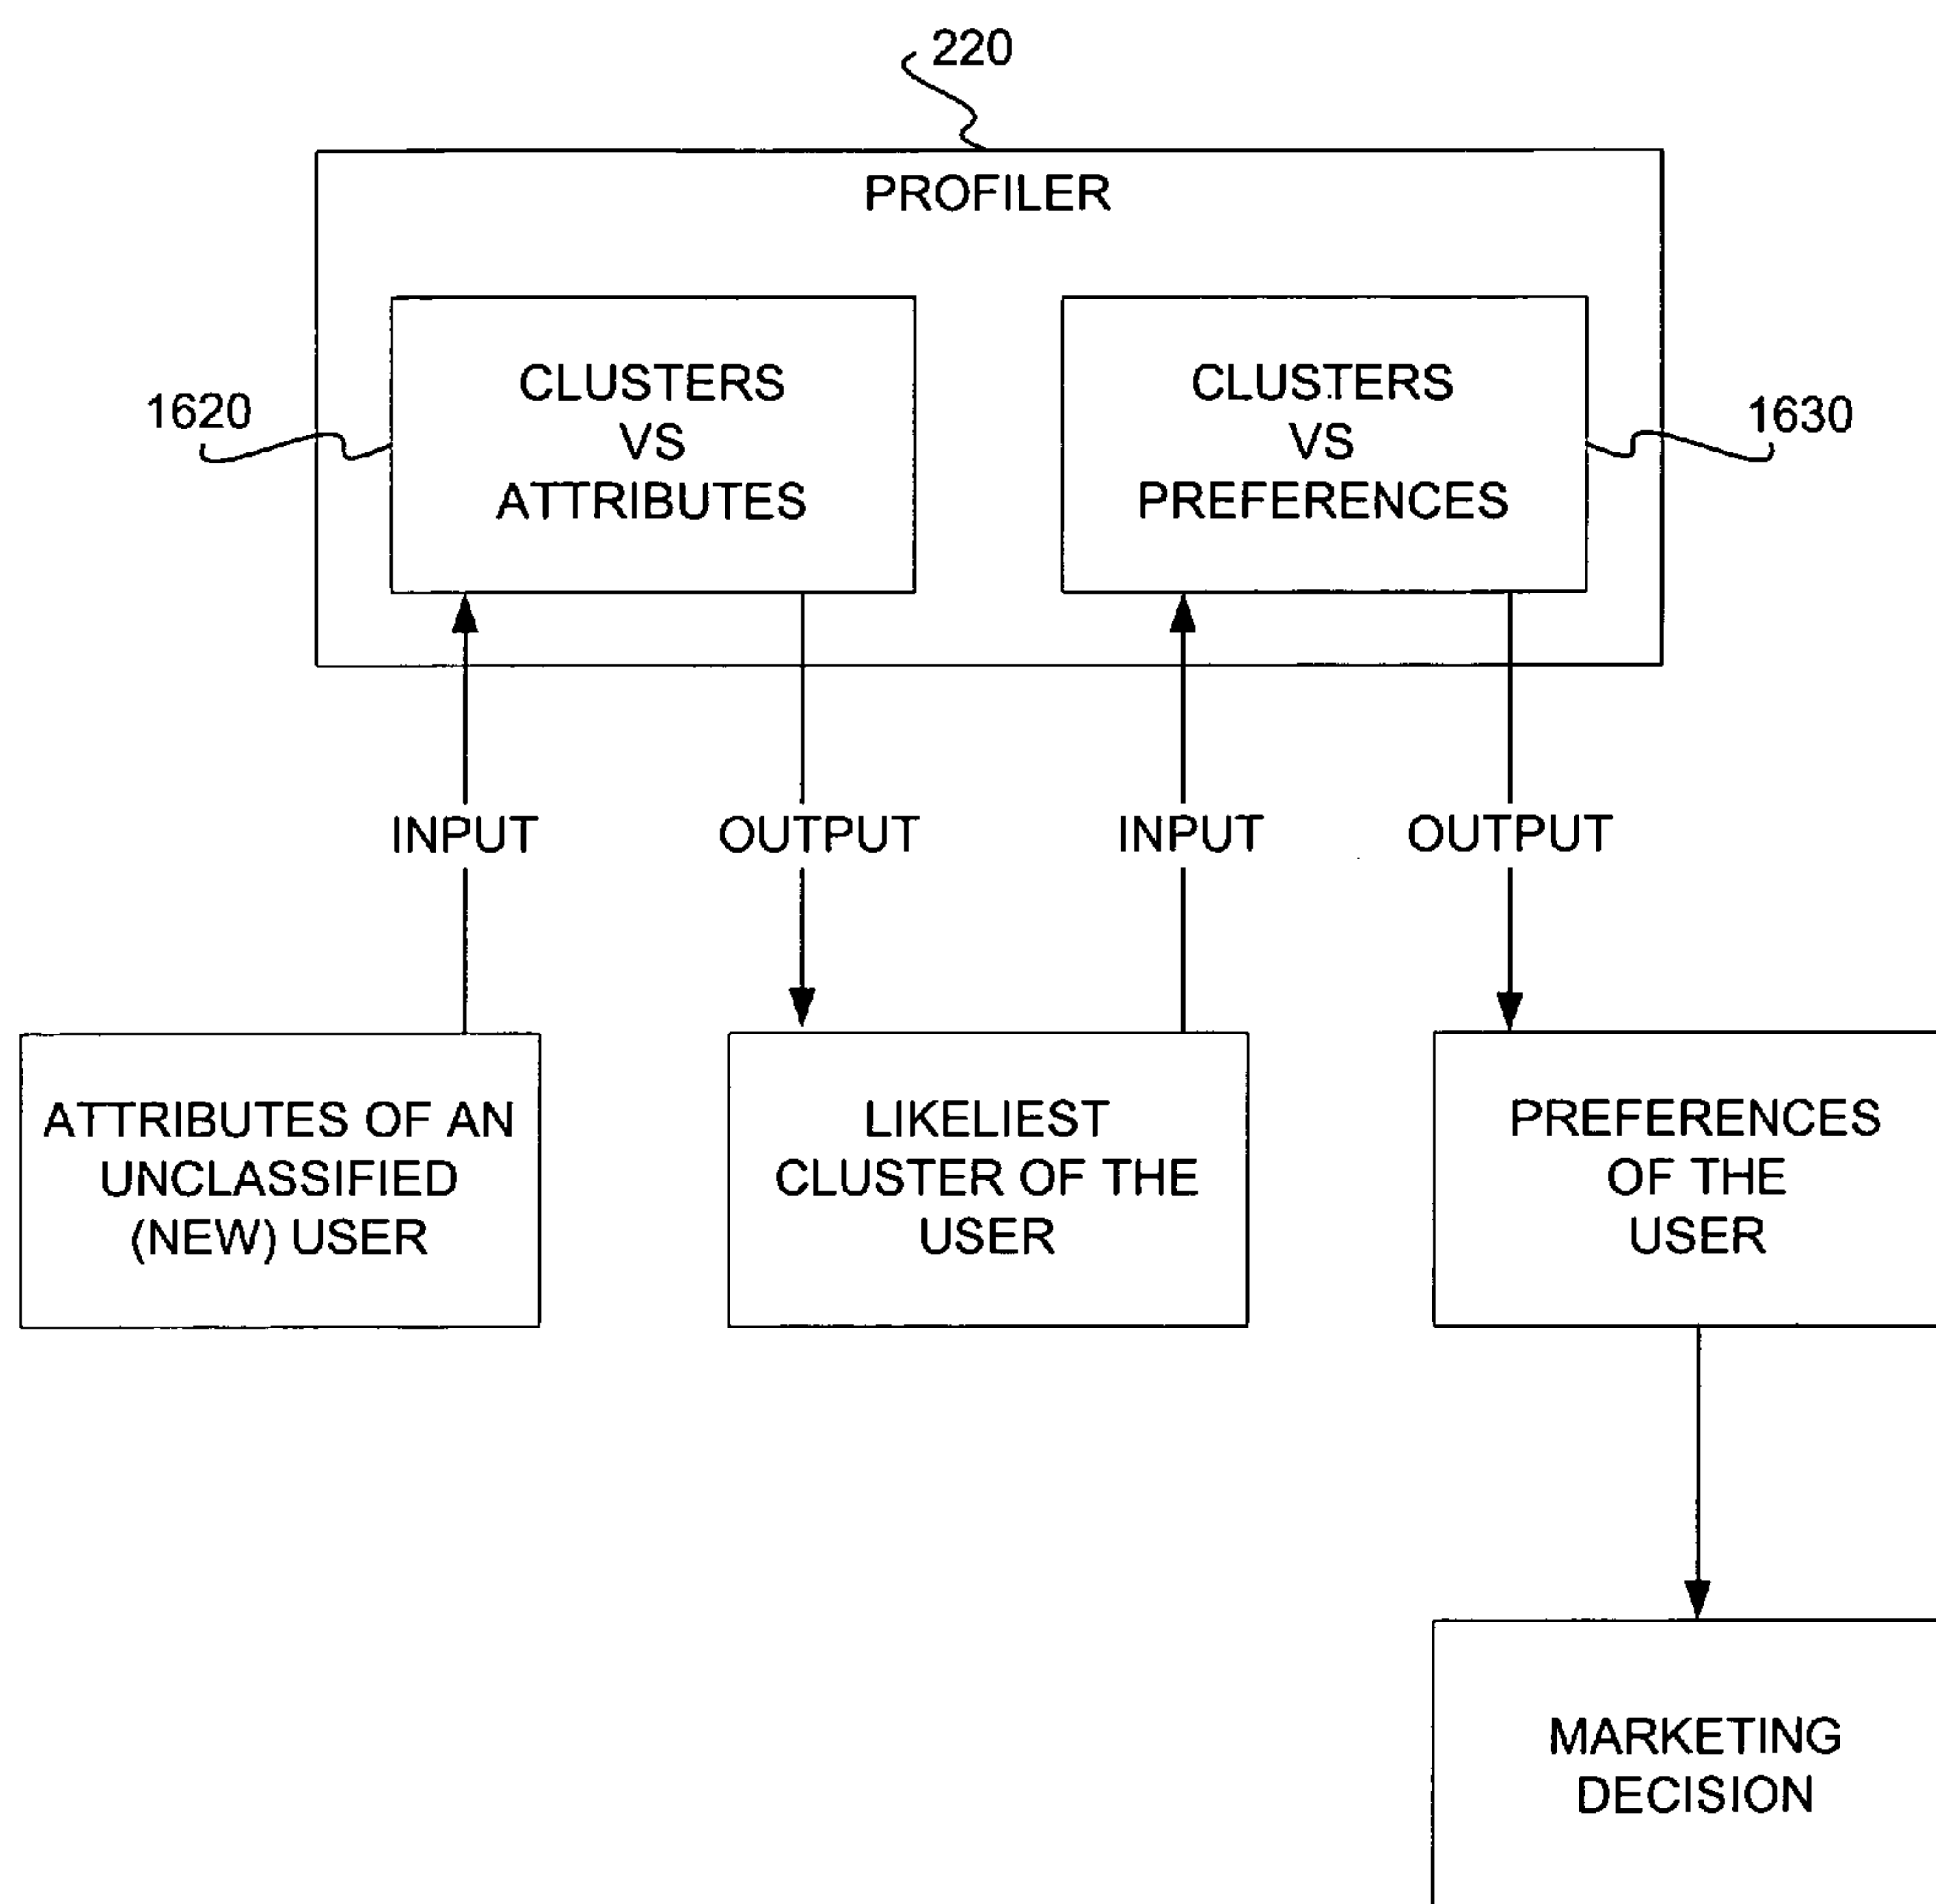 220
PROFILER
CLUSTERS
VS
ATTRIBUTES
CLUSTERS
VS
PREFERENCES
1620
1630
INPUT
OUTPUT
INPUT
OUTPUT
ATTRIBUTES OF AN
UNCLASSIFIED
(NEW) USER
LIKELIEST
CLUSTER OF THE
USER
PREFERENCES
OF THE
USER
MARKETING
DECISION